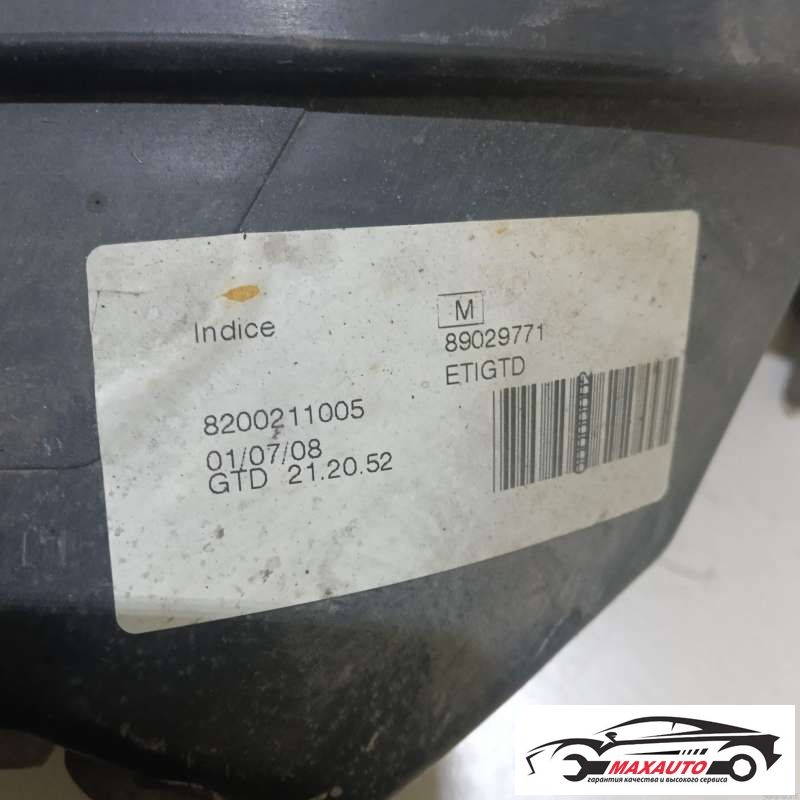 Indice
M
89029771
ETIGTD
8200211005
01/07/08
GTD 21.20.52
MAXAUTO
гарантия качества и высокого сервиса